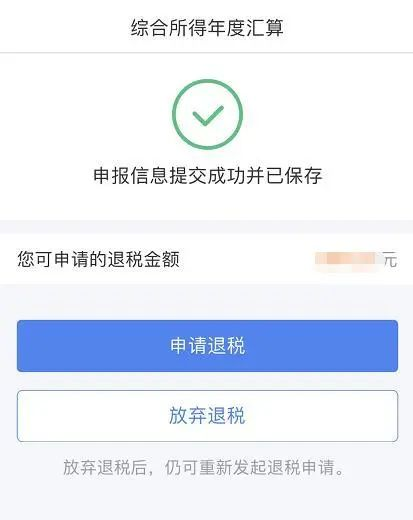 综合所得年度汇算
申报信息提交成功并已保存
您可申请的退税金额 元
申请退税
放弃退税
放弃退税后，仍可重新发起退税申请。